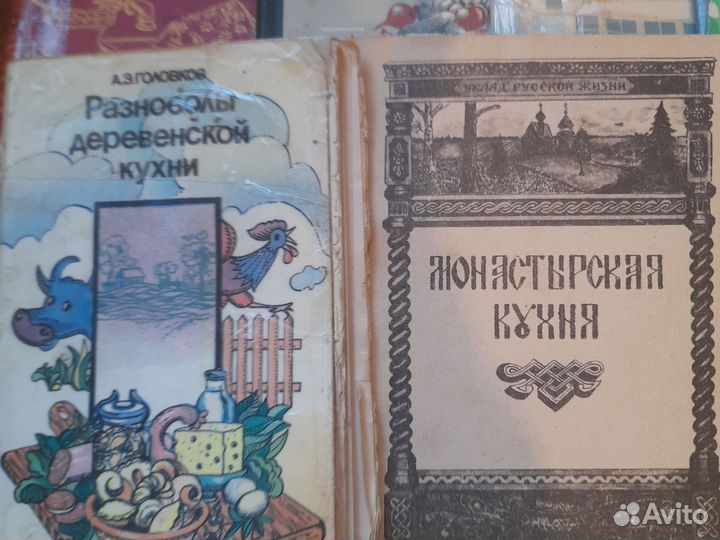 А.Э.ГОЛОВКОВ
Разносолы
деревенской
кухни
УКЛАД РУССКОЙ ЖИЗНИ
МОНАСТЫРСКАЯ
КУХНЯ
Avito